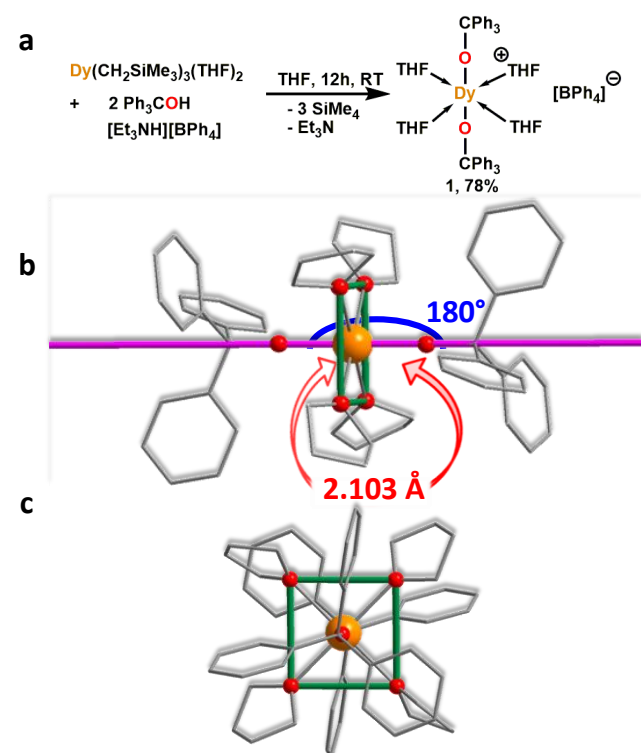 a
Dy(CH₂SiMe₃)₃(THF)₂
+ 2 Ph₃COH
[Et₃NH][BPh₄]
THF, 12h, RT
- 3 SiMe₄
- Et₃N
CPh₃
O ⊕
THF THF
Dy [BPh₄]⊖
THF THF
O
CPh₃
1, 78%
b
180°
2.103 Å
c